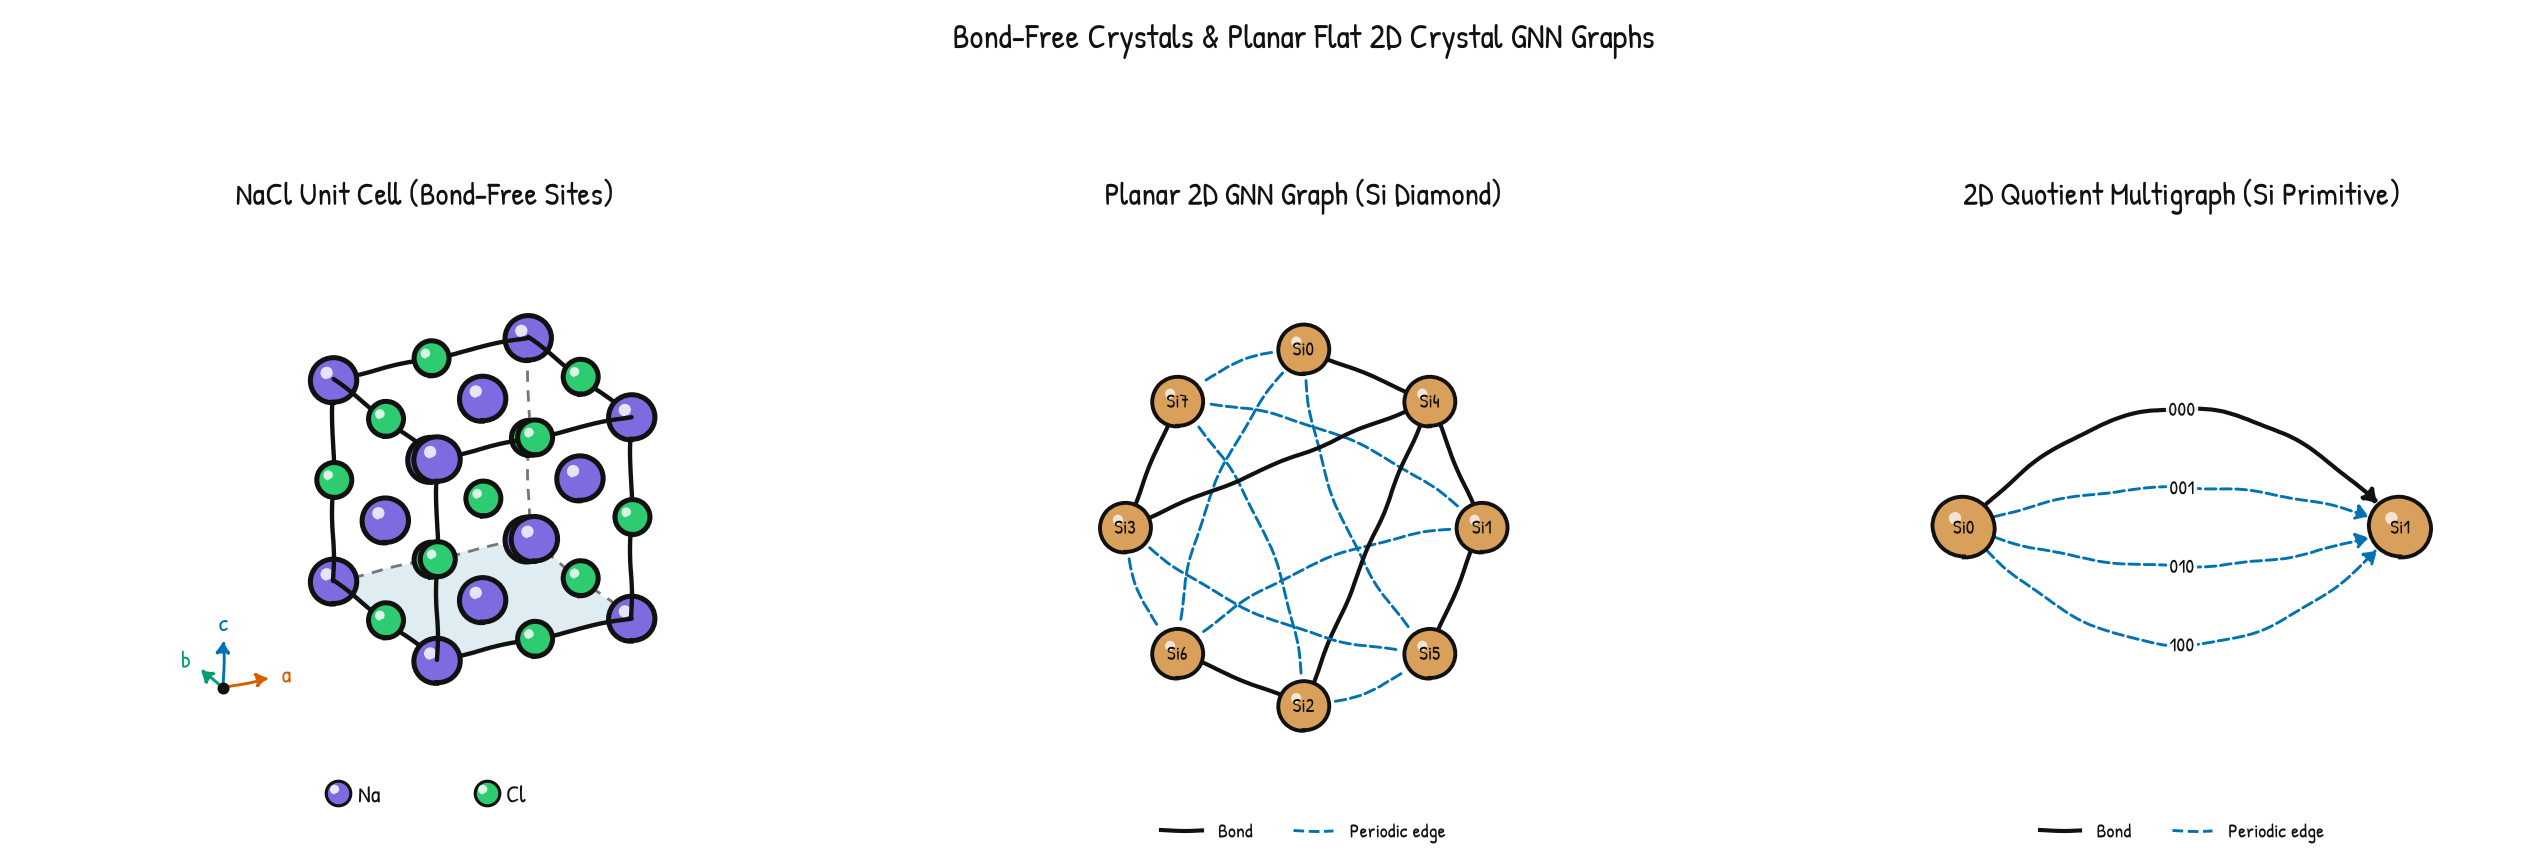 Bond-Free Crystals & Planar Flat 2D Crystal GNN Graphs
NaCl Unit Cell (Bond-Free Sites)
c
b
a
Na
Cl
Planar 2D GNN Graph (Si Diamond)
Si0
Si7
Si4
Si3
Si1
Si6
Si5
Si2
Bond
Periodic edge
2D Quotient Multigraph (Si Primitive)
000
001
Si0
Si1
010
100
Bond
Periodic edge